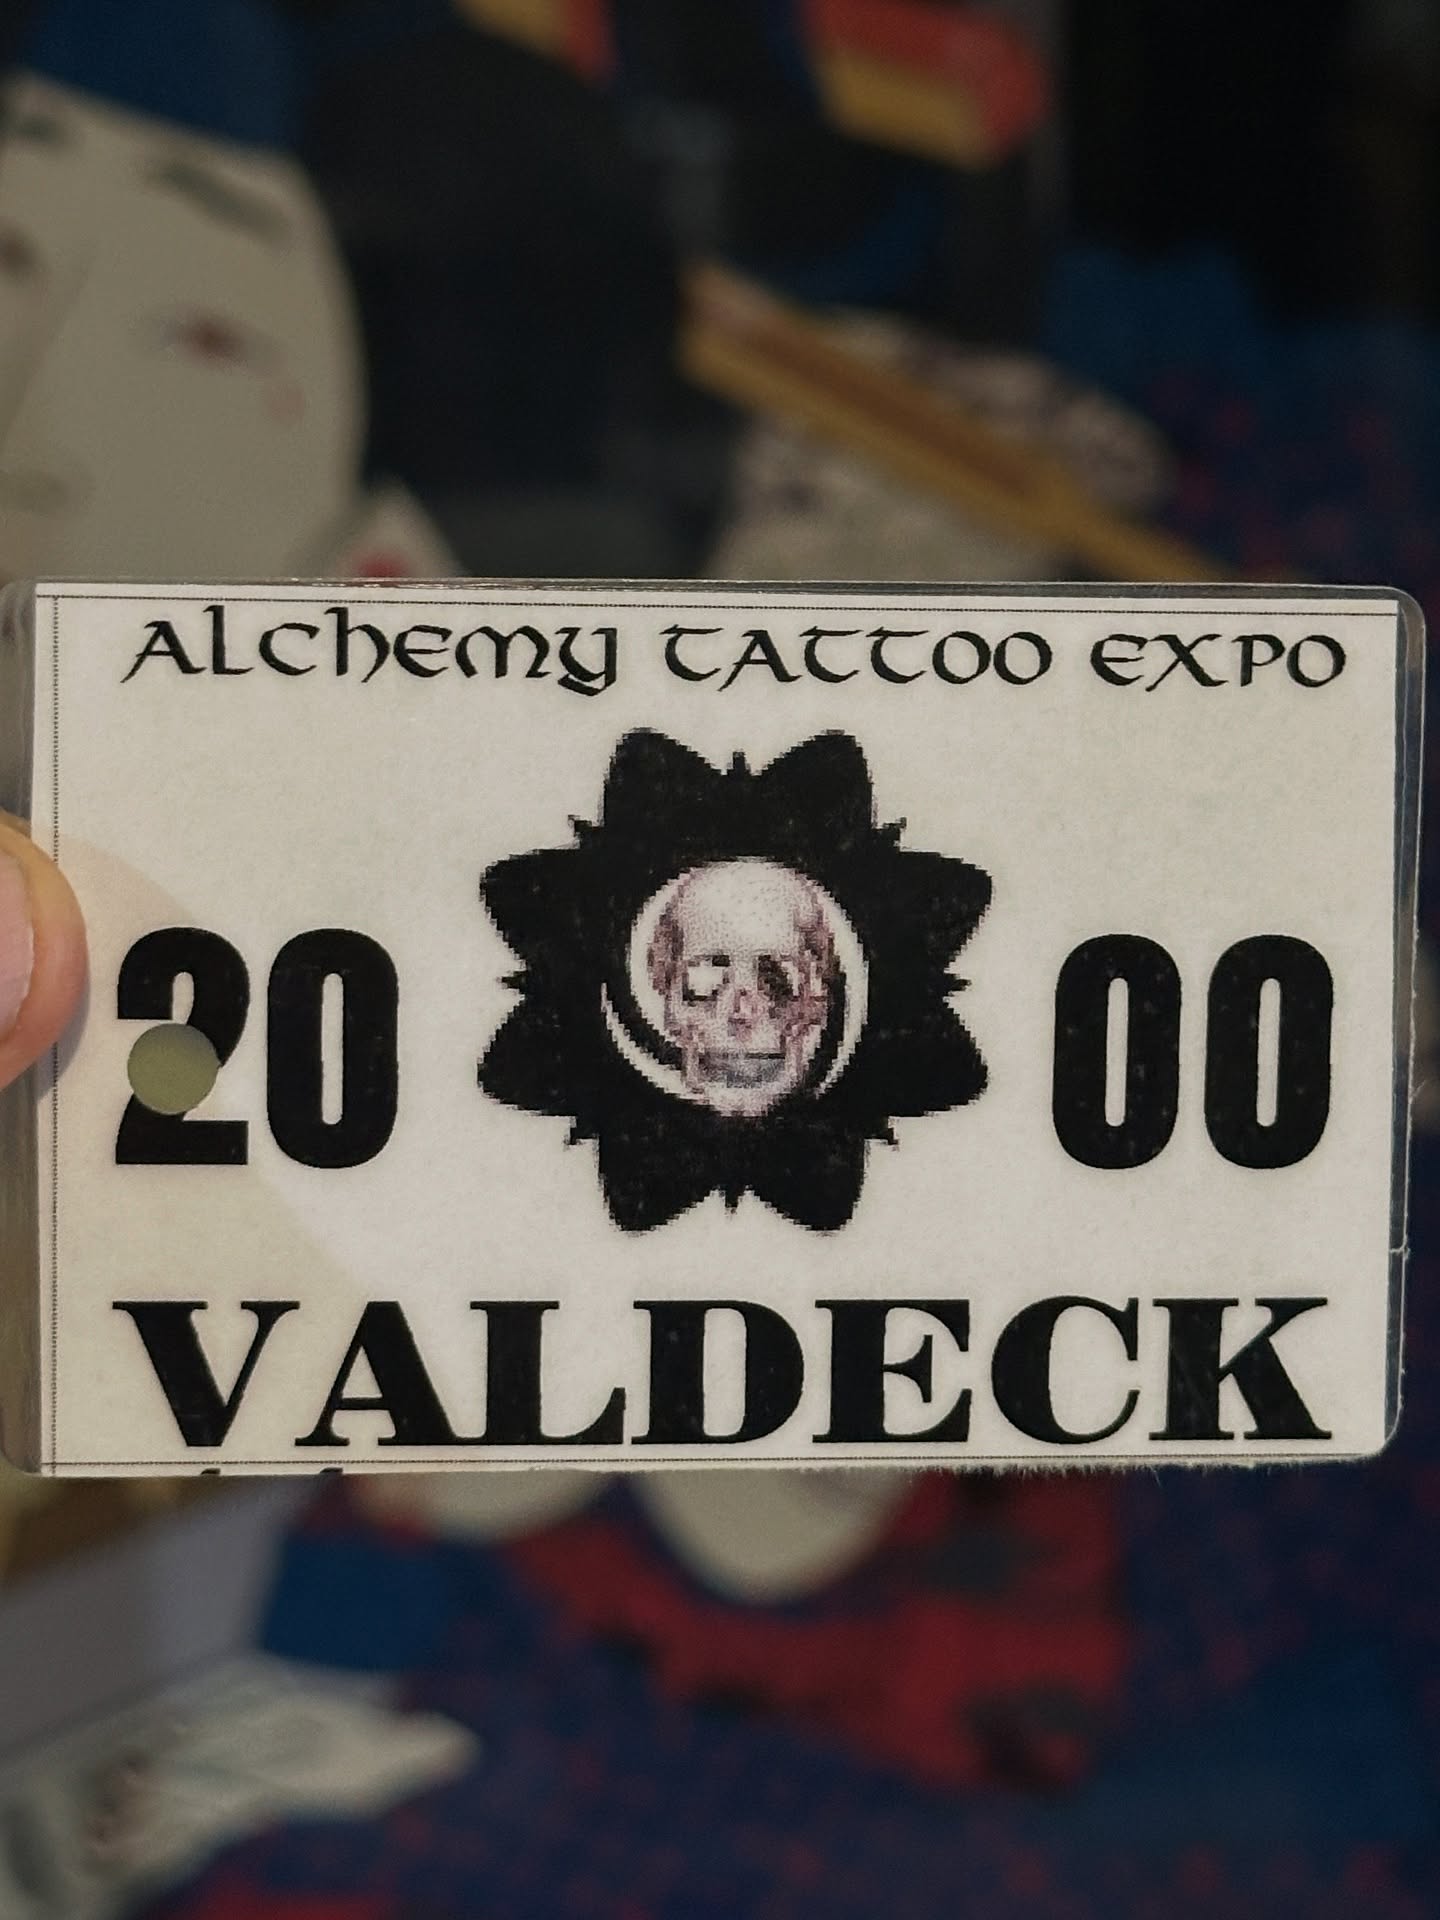 ALCHEMY TATTOO EXPO
20 00
VALDECK